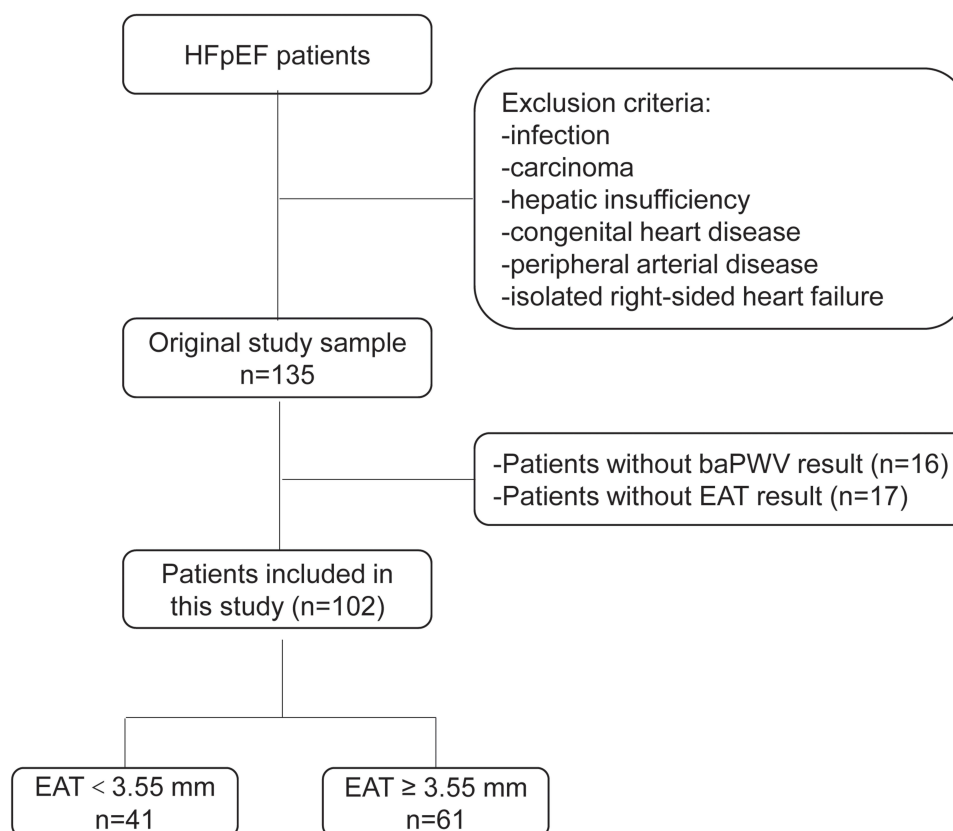 HFpEF patients
Exclusion criteria:
-infection
-carcinoma
-hepatic insufficiency
-congenital heart disease
-peripheral arterial disease
-isolated right-sided heart failure
Original study sample
n=135
-Patients without baPWV result (n=16)
-Patients without EAT result (n=17)
Patients included in
this study (n=102)
EAT < 3.55 mm
n=41
EAT ≥ 3.55 mm
n=61